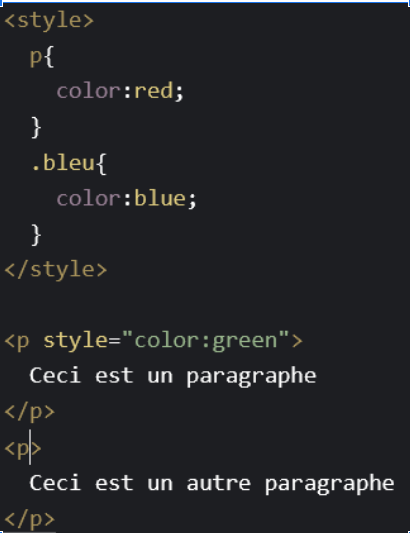 <style>
  p{
    color:red;
  }
  .bleu{
    color:blue;
  }
</style>

<p style="color:green">
  Ceci est un paragraphe
</p>
<p>
  Ceci est un autre paragraphe
</p>